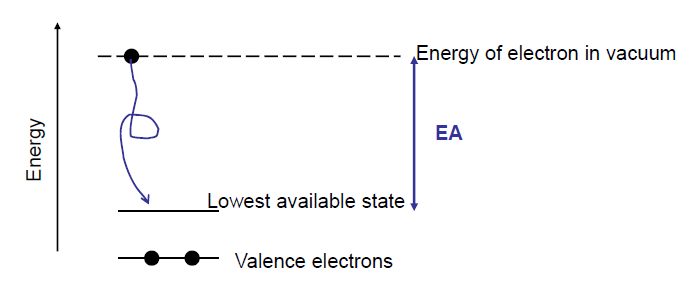 Energy of electron in vacuum
Energy
EA
Lowest available state
Valence electrons